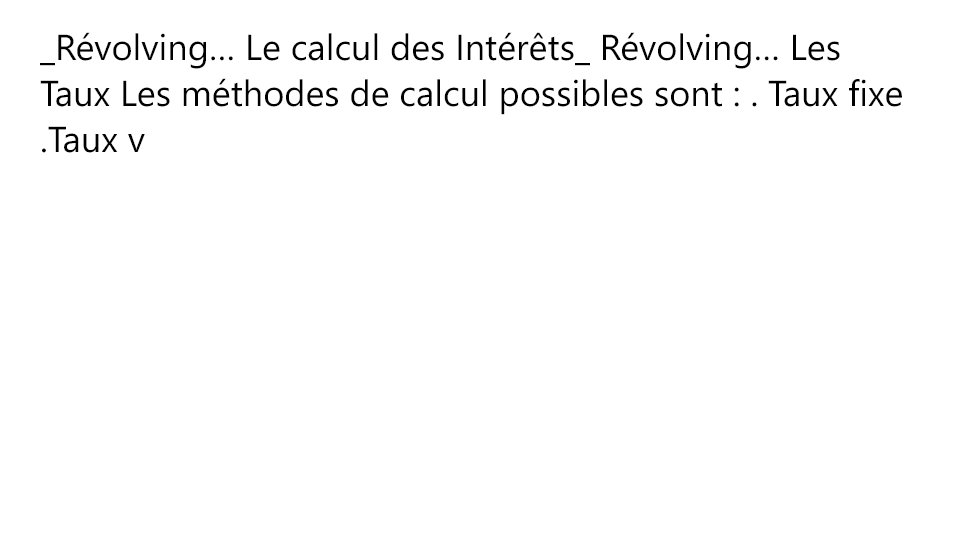 _Révolving… Le calcul des Intérêts_ Révolving… Les
Taux Les méthodes de calcul possibles sont : . Taux fixe
.Taux v